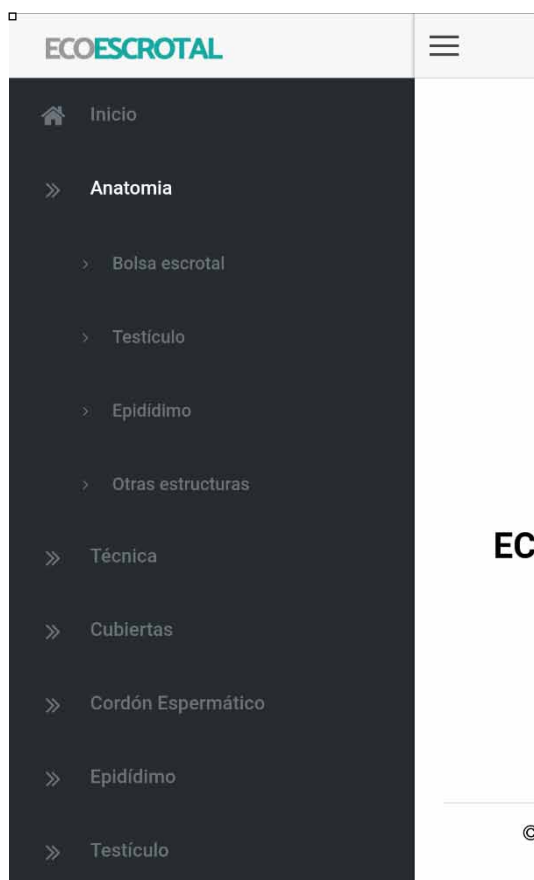 ECOESCROTAL
Inicio
Anatomia
Bolsa escrotal
Testículo
Epidídimo
Otras estructuras
Técnica
EC
Cubiertas
Cordón Espermático
Epidídimo
©
Testículo